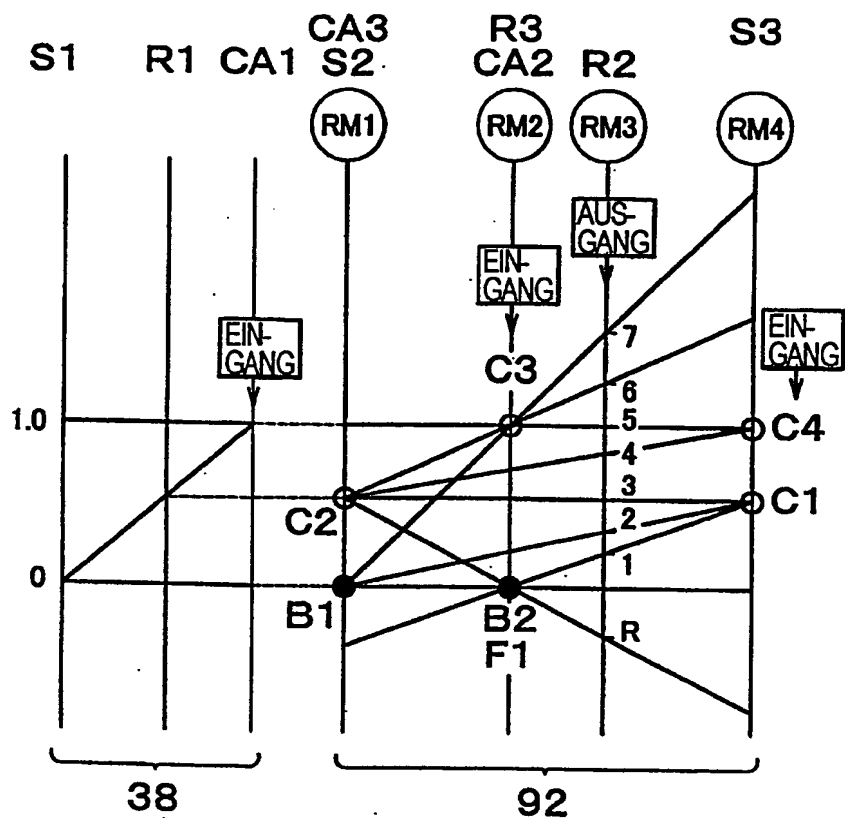 CA3 R3 S3
S1 R1 CA1 S2 CA2 R2
RM1 RM2 RM3 RM4
AUS-
GANG
EIN-
GANG
EIN-
GANG
EIN-
GANG
7
C3
6
1.0
5
C4
4
3
C1
C2
2
1
0
B1
B2
R
F1
38
92